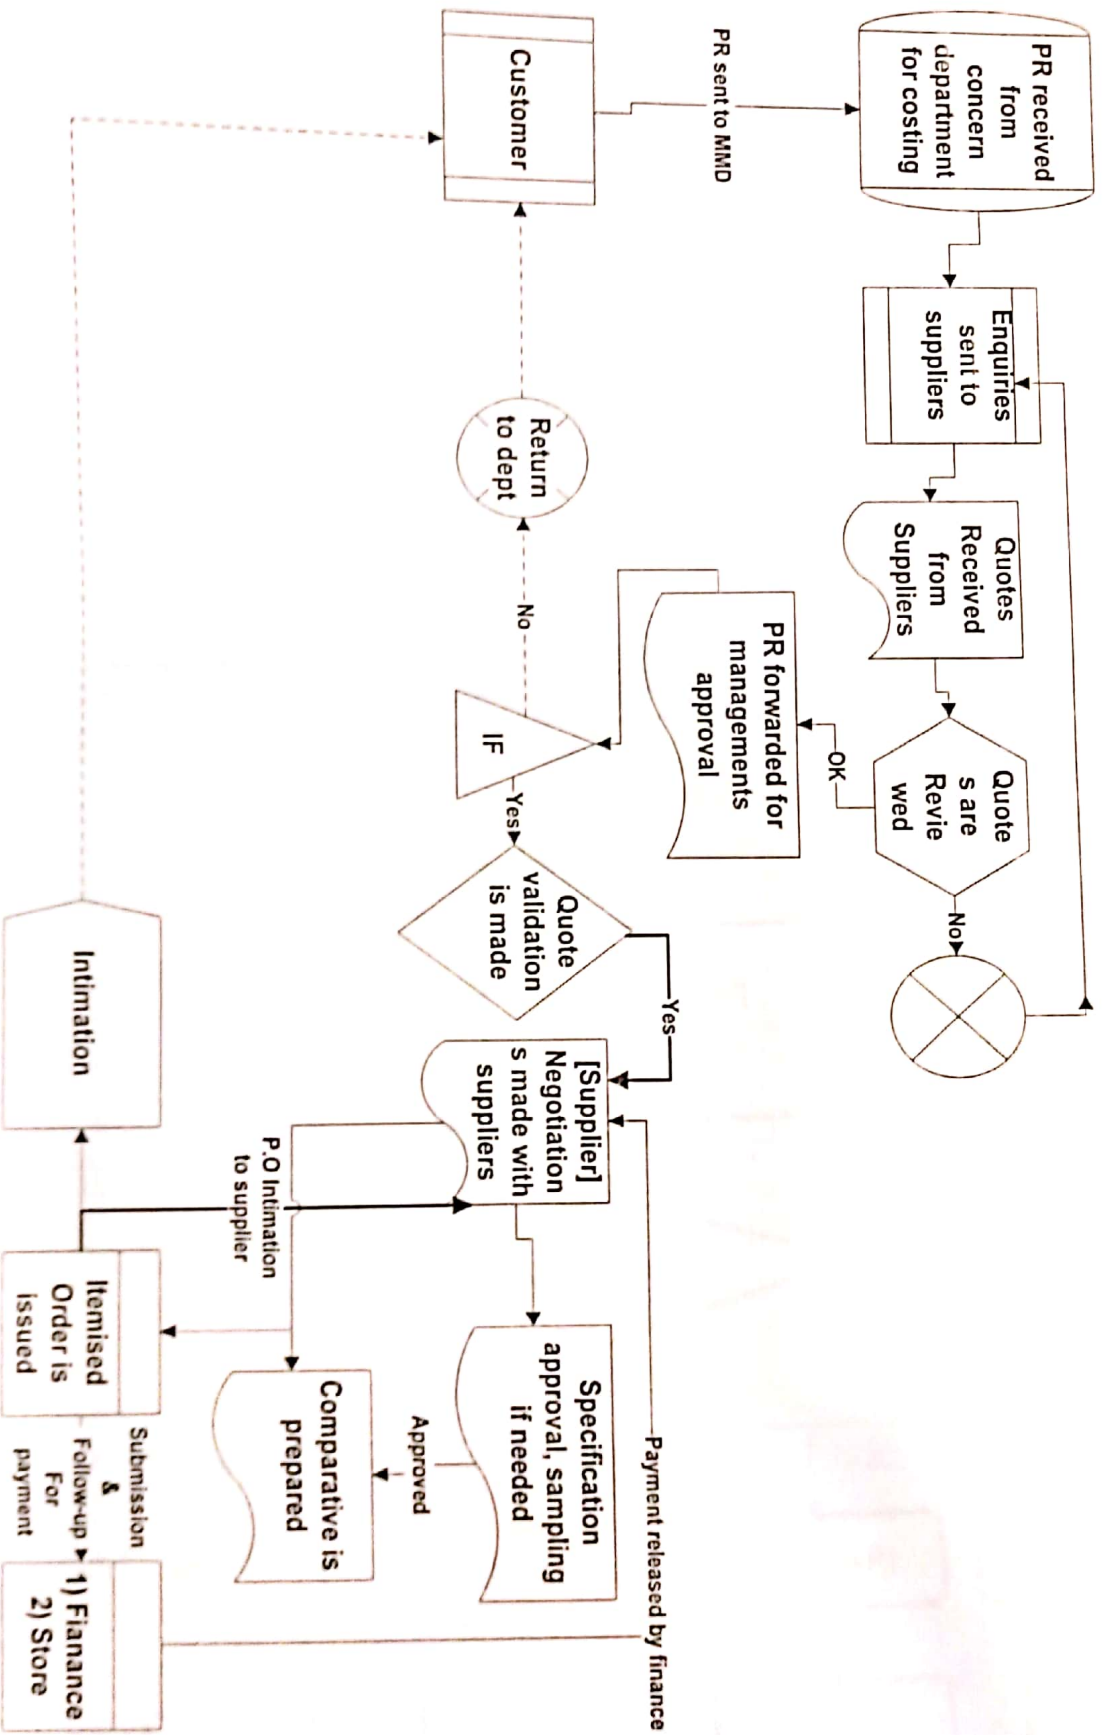 PR received
from
concern
department
for costing
Enquiries
sent to
suppliers
Quotes
Received
from
Suppliers
Quote
s are
Revie
wed
No
OK
PR sent to MMD
PR forwarded for
managements
approval
Customer
Return
to dept
No
IF
Yes
Quote
validation
is made
Yes
[Supplier]
Negotiation
s made with
suppliers
Specification
approval, sampling
if needed
Payment released by finance
Approved
Comparative is
prepared
P.O Intimation
to supplier
Intimation
Itemised
Order is
issued
Submission
&
Follow-up
For
payment
1) Fianance
2) Store